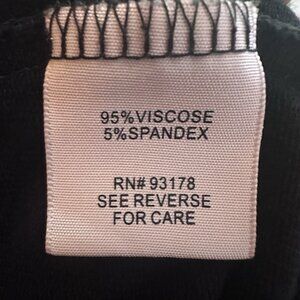 95%VISCOSE
5%SPANDEX
RN# 93178
SEE REVERSE
FOR CARE